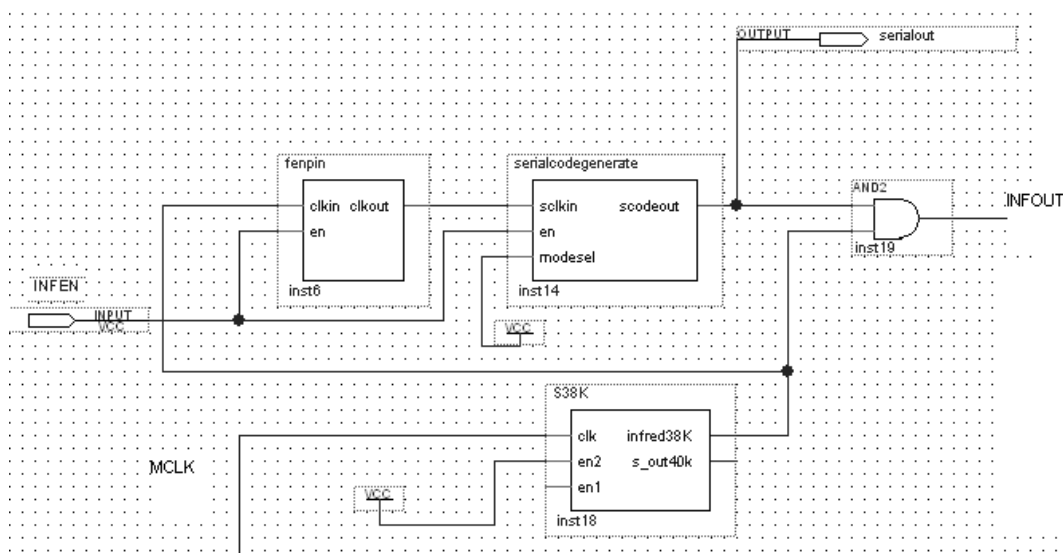 OUTPUT serialout
fenpin
clkin clkout
en
inst6
serialcodegenerate
sclkin scodeout
en
modesel
inst14
AND2
inst19
INFOUT
INFEN
INPUT
VCC
VCC
S38K
clk infred38K
en2 s_out40k
en1
inst18
MCLK
VCC